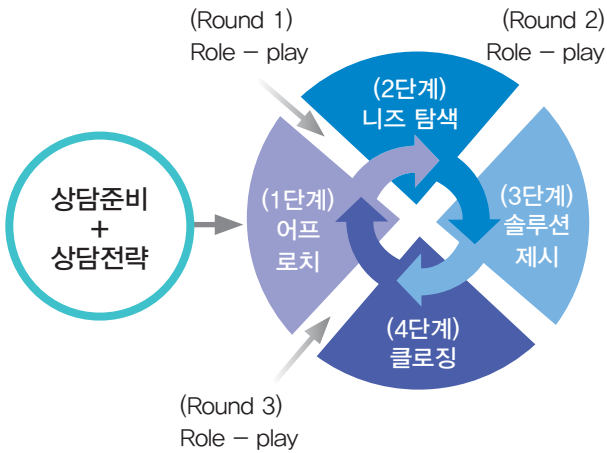 (Round 1)
Role – play
(Round 2)
Role – play
(2단계)
니즈 탐색
상담준비
+
상담전략
(1단계)
어프
로치
(3단계)
솔루션
제시
(4단계)
클로징
(Round 3)
Role – play